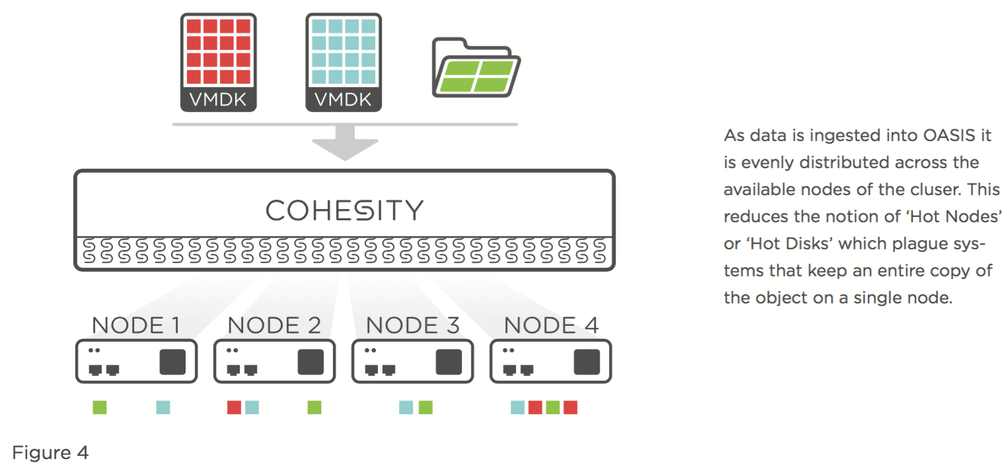 VMDK
VMDK
COHESITY
As data is ingested into OASIS it
is evenly distributed across the
available nodes of the cluser. This
reduces the notion of ‘Hot Nodes’
or ‘Hot Disks’ which plague sys-
tems that keep an entire copy of
the object on a single node.
NODE 1
NODE 2
NODE 3
NODE 4
Figure 4